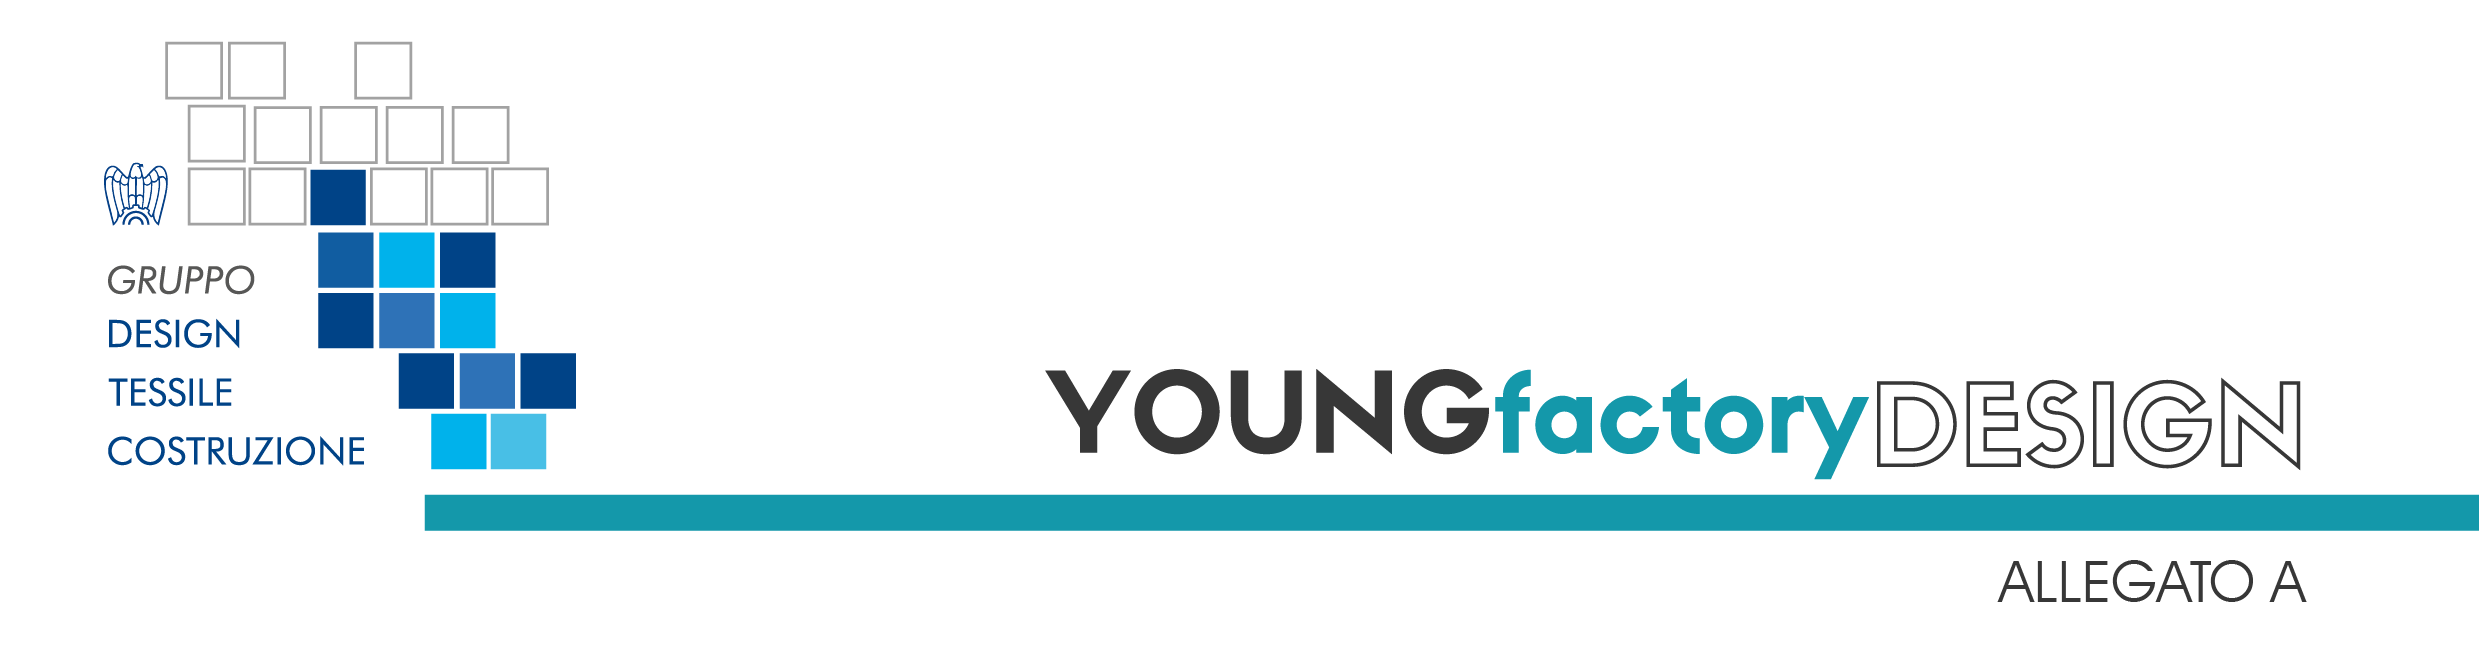 GRUPPO
DESIGN
TESSILE
COSTRUZIONE
YOUNGfactoryDESIGN
ALLEGATO A